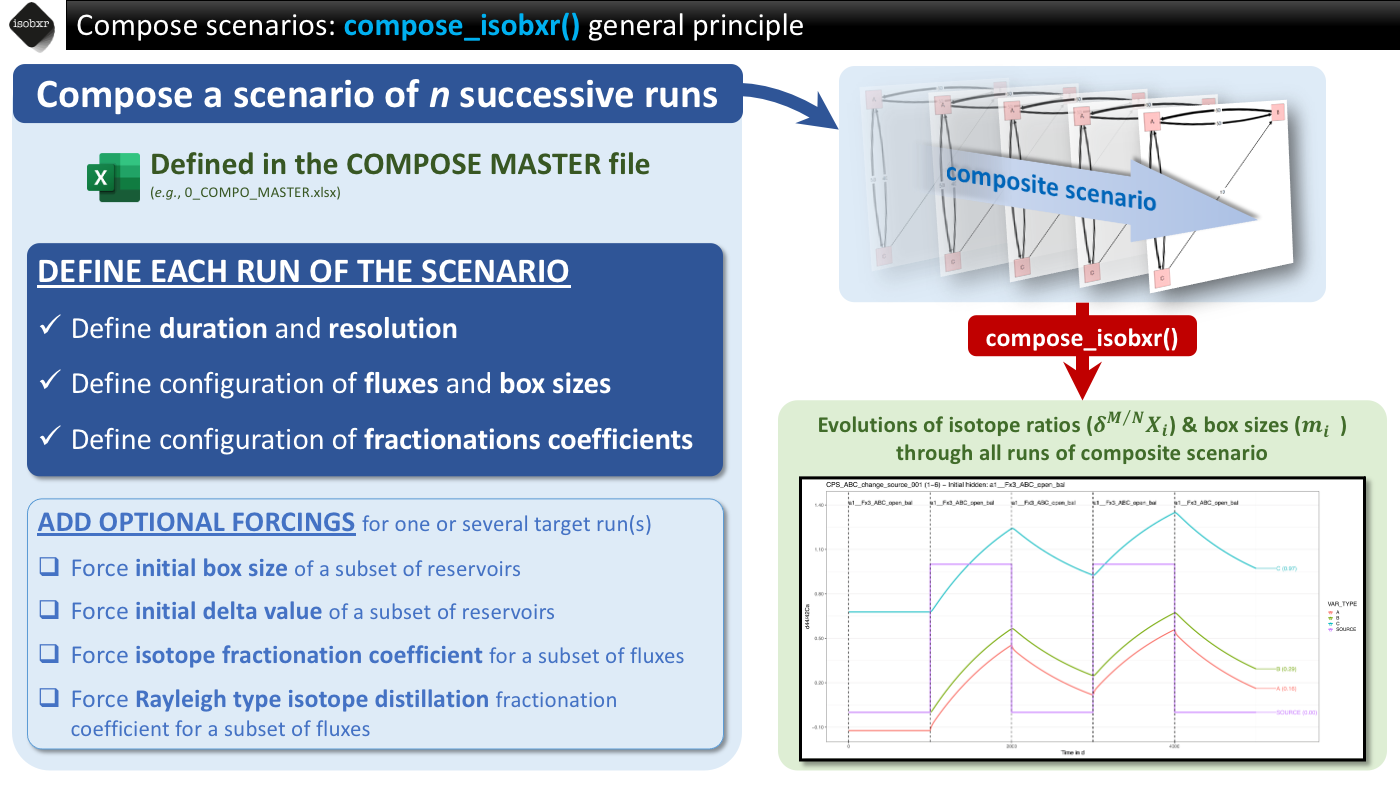 isobxr
Compose scenarios: compose_isobxr() general principle
Compose a scenario of n successive runs
X
Defined in the COMPOSE MASTER file
(e.g., 0_COMPO_MASTER.xlsx)
DEFINE EACH RUN OF THE SCENARIO
✓ Define duration and resolution
✓ Define configuration of fluxes and box sizes
✓ Define configuration of fractionations coefficients
ADD OPTIONAL FORCINGS for one or several target run(s)
❑ Force initial box size of a subset of reservoirs
❑ Force initial delta value of a subset of reservoirs
❑ Force isotope fractionation coefficient for a subset of fluxes
❑ Force Rayleigh type isotope distillation fractionation
coefficient for a subset of fluxes
A A A A A
composite scenario
C C C C
compose_isobxr()
Evolutions of isotope ratios (δ^{M/N}X_i) & box sizes (m_i )
through all runs of composite scenario
CPS_ABC_change_source_001 (1−6) − Initial hidden: a1__Fx3_ABC_open_bal
a1__Fx3_ABC_open_bal a1__Fx3_ABC_open_bal a1__Fx3_ABC_open_bal a1__Fx3_ABC_open_bal a1__Fx3_ABC_open_bal
1.40
1.10
0.80
0.50
0.20
−0.10
d44/42Ca
C (0.97)
B (0.29)
A (0.16)
SOURCE (0.00)
VAR_TYPE
A
B
C
SOURCE
0 2000 4000
Time in d